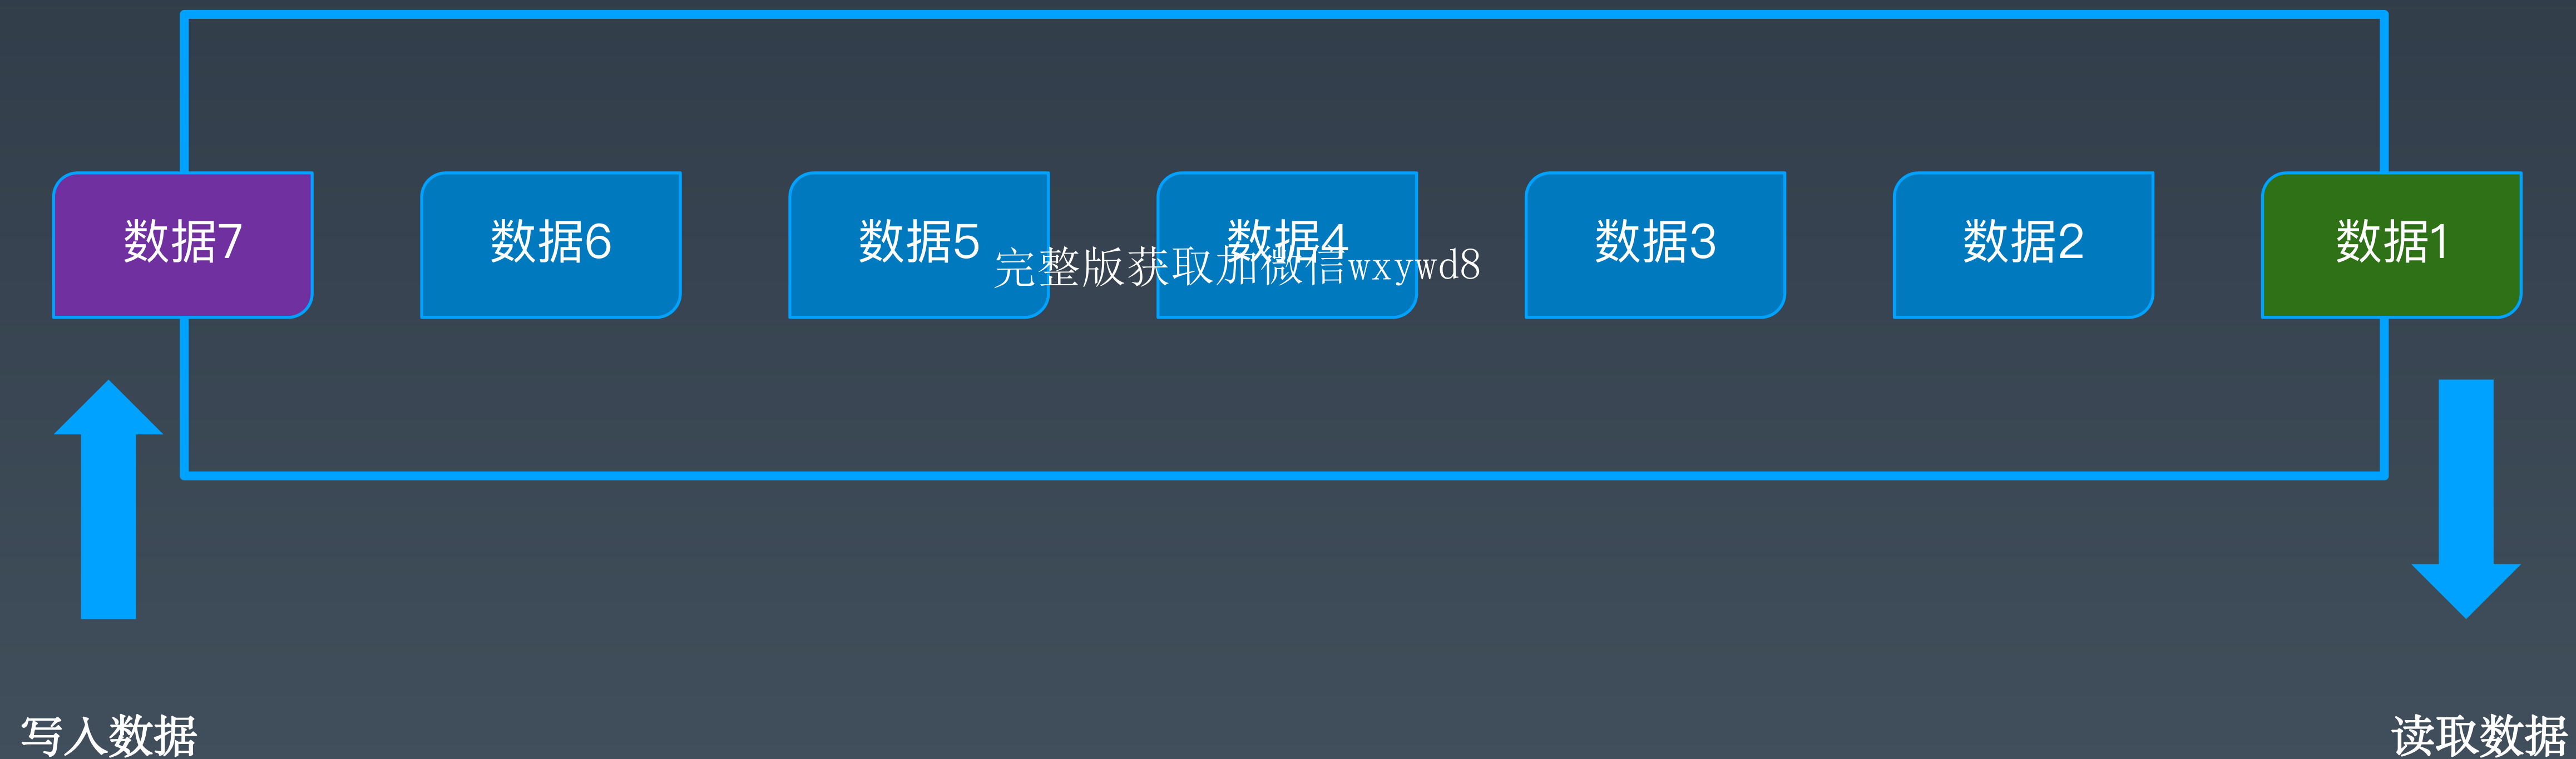 数据7
数据6
数据5
数据4
数据3
数据2
数据1
完整版获取加微信wxywd8
写入数据
读取数据